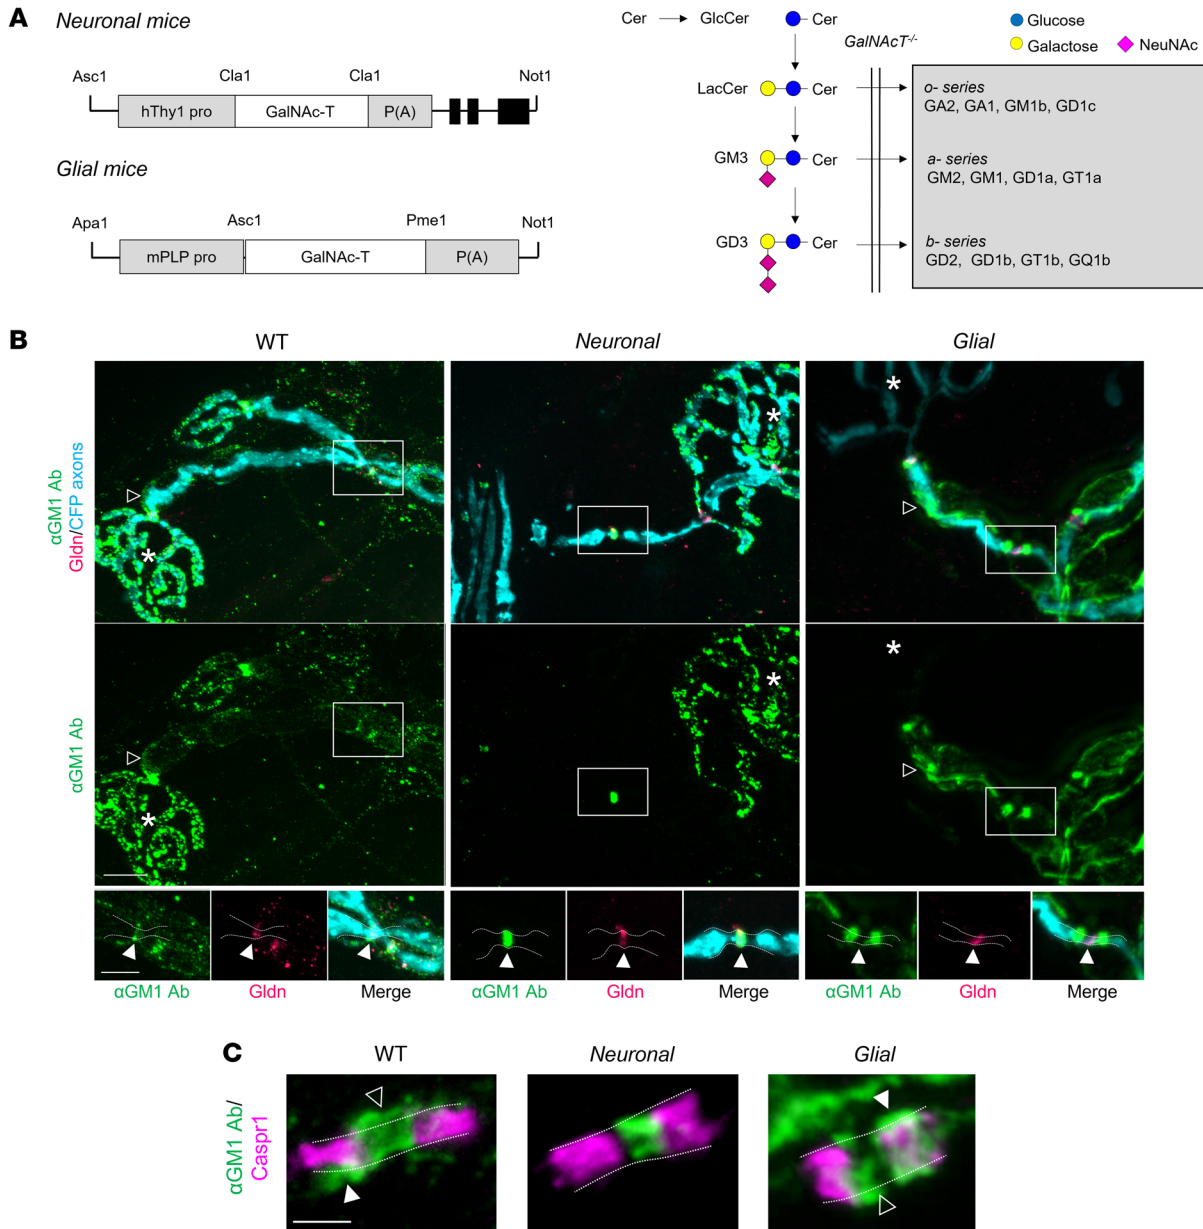 A
Neuronal mice
Asc1 Cla1 Cla1 Not1
hThy1 pro GalNAc-T P(A)
Glial mice
Apa1 Asc1 Pme1 Not1
mPLP pro GalNAc-T P(A)
Cer GlcCer Cer
GalNAcT-/-
Glucose
Galactose NeuNAc
LacCer Cer
o- series
GA2, GA1, GM1b, GD1c
GM3 Cer
a- series
GM2, GM1, GD1a, GT1a
GD3 Cer
b- series
GD2, GD1b, GT1b, GQ1b
B
WT Neuronal Glial
αGM1 Ab
Gldn/CFP axons
* * *
αGM1 Ab
* * *
αGM1 Ab Gldn Merge αGM1 Ab Gldn Merge αGM1 Ab Gldn Merge
C
WT Neuronal Glial
αGM1 Ab/
Caspr1